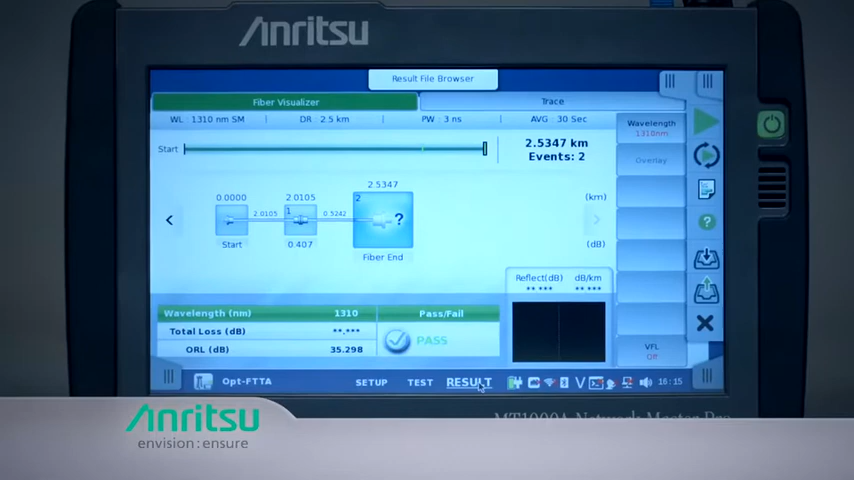 Anritsu
Result File Browser
Fiber Visualizer
Trace
WL : 1310 nm SM | DR : 2.5 km | PW : 3 ns | AVG : 30 Sec
Wavelength
1310nm
Overlay
Start
2.5347 km
Events: 2
2.5347
0.0000
2.0105
(km)
2
1
2.0105
0.5242
?
Start
0.407
(dB)
Fiber End
Reflect(dB)
dB/km
**.***
**.***
Wavelength (nm)
1310
Pass/Fail
Total Loss (dB)
**.***
PASS
ORL (dB)
35.298
VFL
Off
Opt-FTTA
SETUP
TEST
RESULT
16:15
MT1000A Network Master Pro
Anritsu
envision : ensure